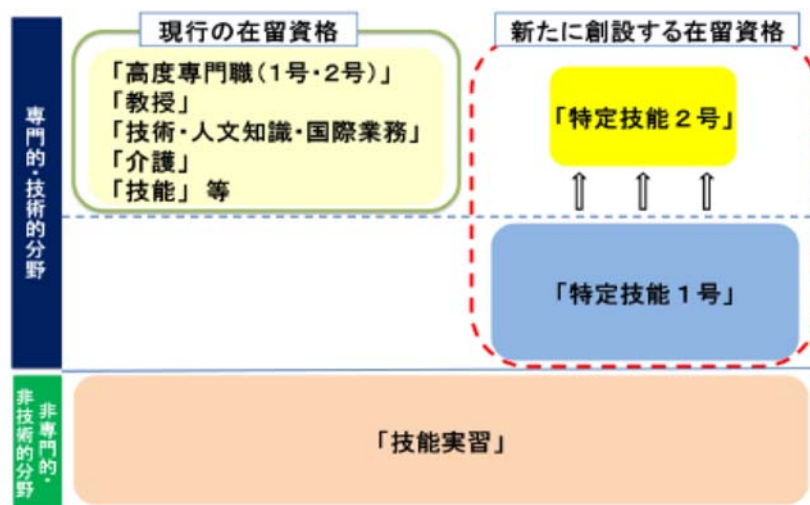 現行の在留資格
「高度専門職(1号・2号)」
「教授」
「技術・人文知識・国際業務」
「介護」
「技能」 等
新たに創設する在留資格
「特定技能2号」
「特定技能1号」
専門的・技術的分野
「技能実習」
非専門的・
非技術的分野